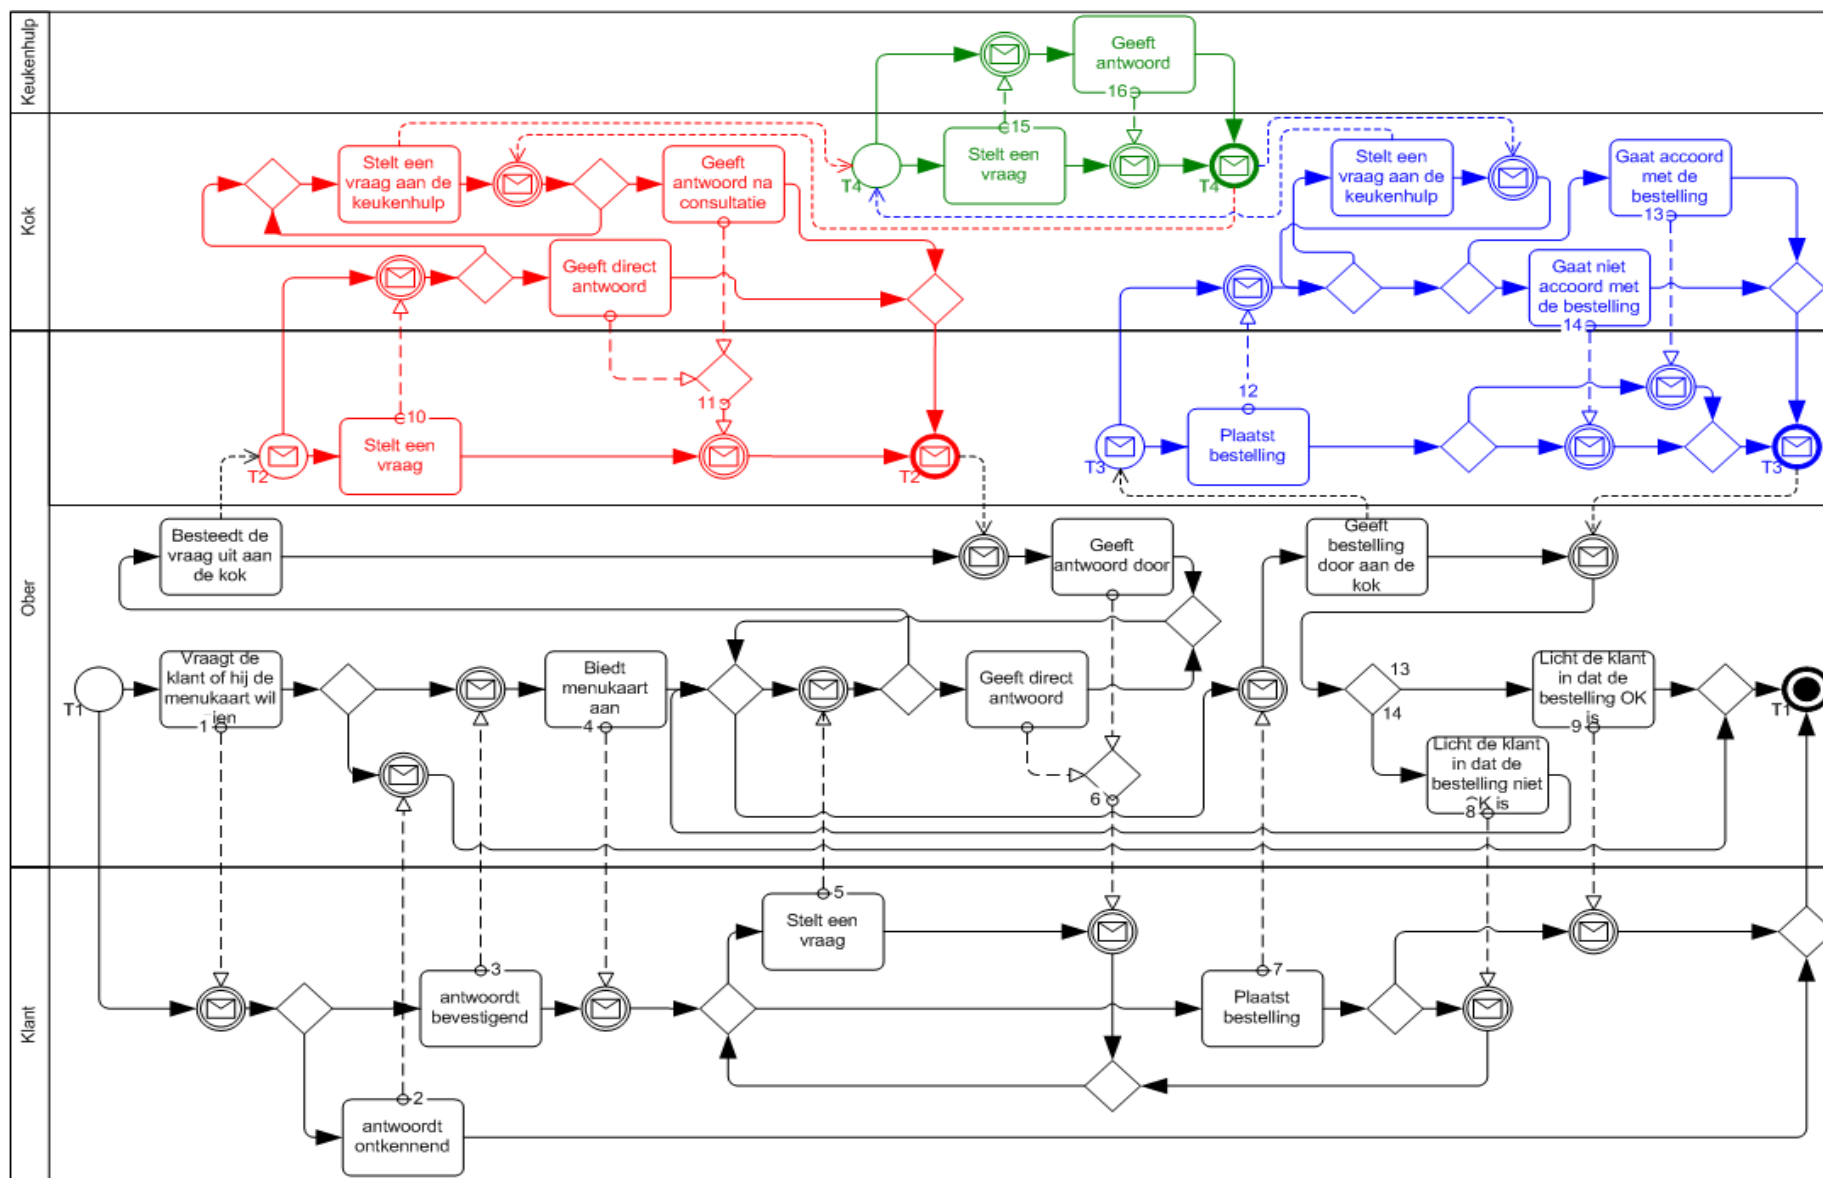 Keukenhulp
Geeft
antwoord
16
15
Kok
Stelt een
vraag aan de
keukenhulp
Geeft
antwoord na
consultatie
T4
Stelt een
vraag
T4
Stelt een
vraag aan de
keukenhulp
Gaat accoord
met de
bestelling
13
Geeft direct
antwoord
Gaat niet
accoord met
de bestelling
14
11
12
10
Stelt een
vraag
T2
T2
T3
Plaatst
bestelling
T3
Ober
Besteedt de
vraag uit aan
de kok
Geeft
antwoord door
Geeft
bestelling
door aan de
kok
T1
Vraagt de
klant of hij de
menukaart wil
1
Biedt
menukaart
aan
4
Geeft direct
antwoord
6
13
14
Licht de klant
in dat de
bestelling OK
is
9
T1
Licht de klant
in dat de
bestelling niet
is
8
Klant
5
Stelt een
vraag
3
antwoordt
bevestigend
7
Plaatst
bestelling
2
antwoordt
ontkennend